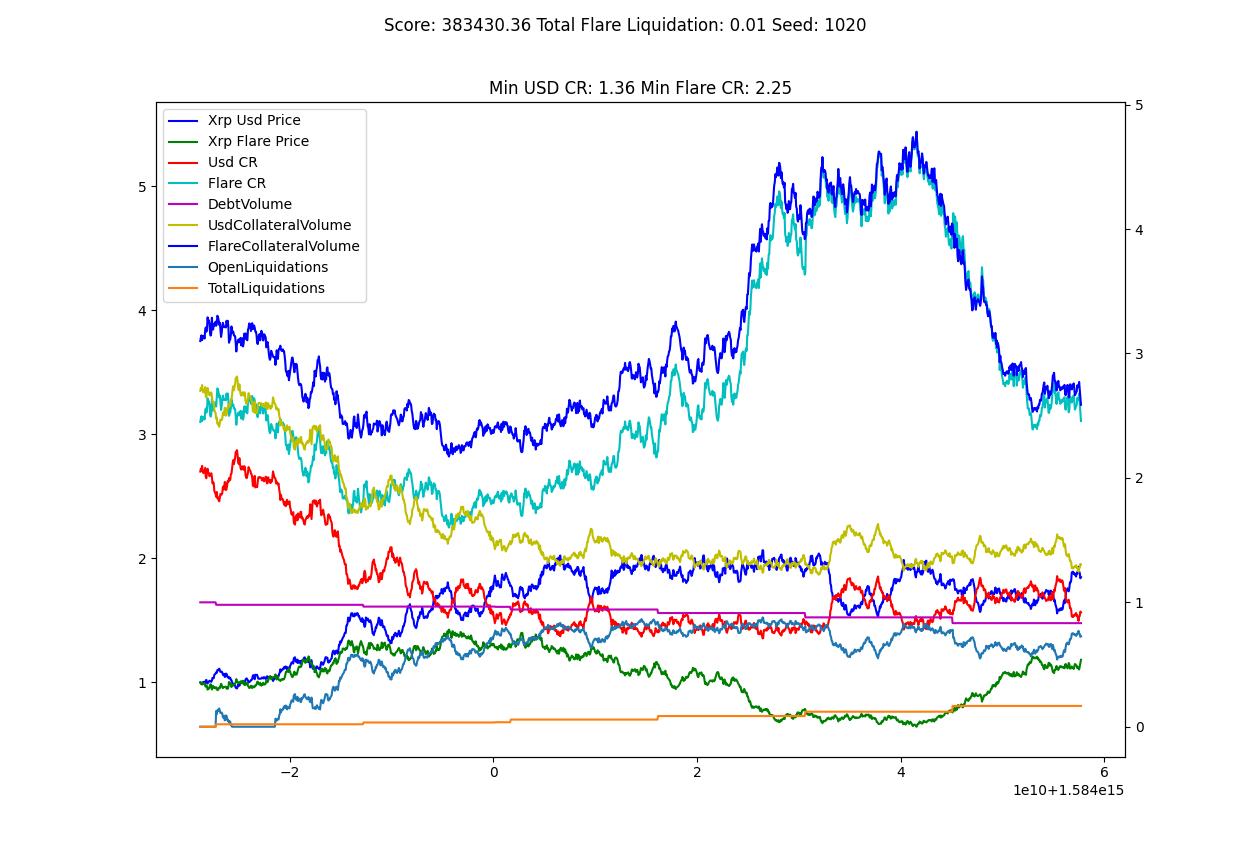 Score: 383430.36 Total Flare Liquidation: 0.01 Seed: 1020
Min USD CR: 1.36 Min Flare CR: 2.25
Xrp Usd Price
Xrp Flare Price
Usd CR
Flare CR
DebtVolume
UsdCollateralVolume
FlareCollateralVolume
OpenLiquidations
TotalLiquidations
5
4
3
2
1
5
4
3
2
1
0
−2
0
2
4
6
1e10+1.584e15